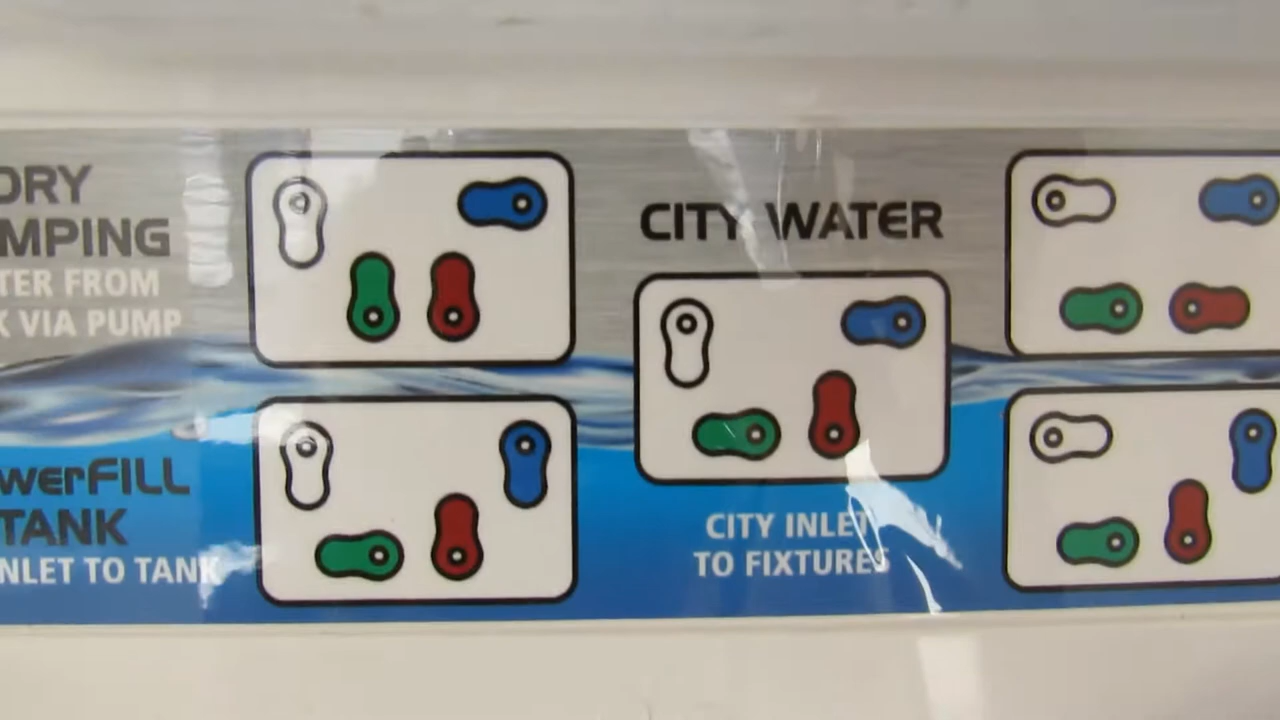 DRY
MPING
TER FROM
K VIA PUMP
werFILL
TANK
NLET TO TANK
CITY WATER
CITY INLET
TO FIXTURES